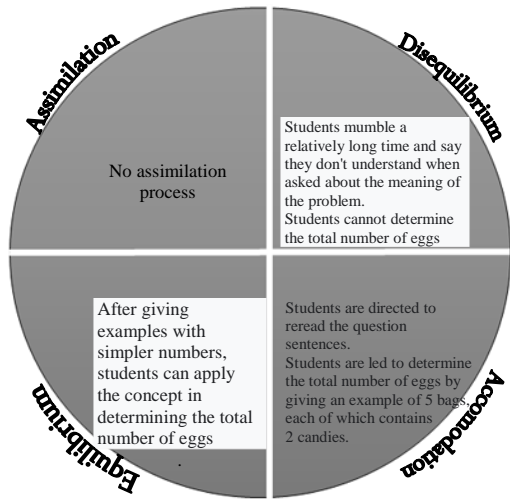 Assimilation
No assimilation
process
Disequilibrium
Students mumble a
relatively long time and say
they don't understand when
asked about the meaning of
the problem.
Students cannot determine
the total number of eggs
Equilibrium
After giving
examples with
simpler numbers,
students can apply
the concept in
determining the total
number of eggs
.
Accomodation
Students are directed to
reread the question
sentences.
Students are led to determine
the total number of eggs by
giving an example of 5 bags,
each of which contains
2 candies.